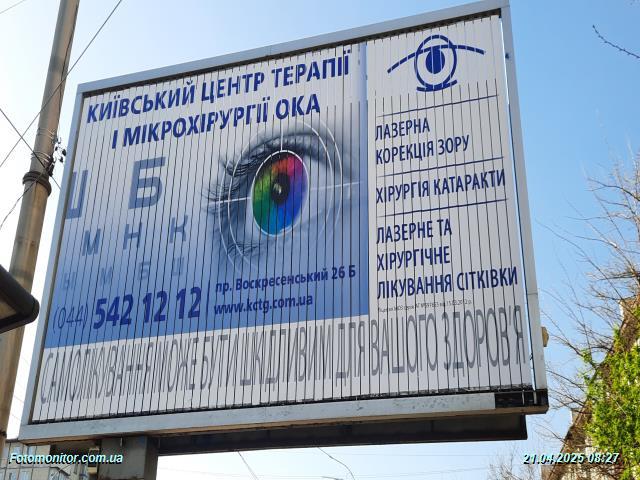 КИЇВСЬКИЙ ЦЕНТР ТЕРАПІЇ
І МІКРОХІРУРГІЇ ОКА
Ш Б
М Н К
Ы М Б Ш
(044) 542 12 12
пр. Воскресенський 26 Б
www.kctg.com.ua
ЛАЗЕРНА
КОРЕКЦІЯ ЗОРУ
ХІРУРГІЯ КАТАРАКТИ
ЛАЗЕРНЕ ТА
ХІРУРГІЧНЕ
ЛІКУВАННЯ СІТКІВКИ
САМОЛІКУВАННЯ МОЖЕ БУТИ ШКІДЛИВИМ ДЛЯ ВАШОГО ЗДОРОВ'Я
Fotomonitor.com.ua
21.04.2025 08:27